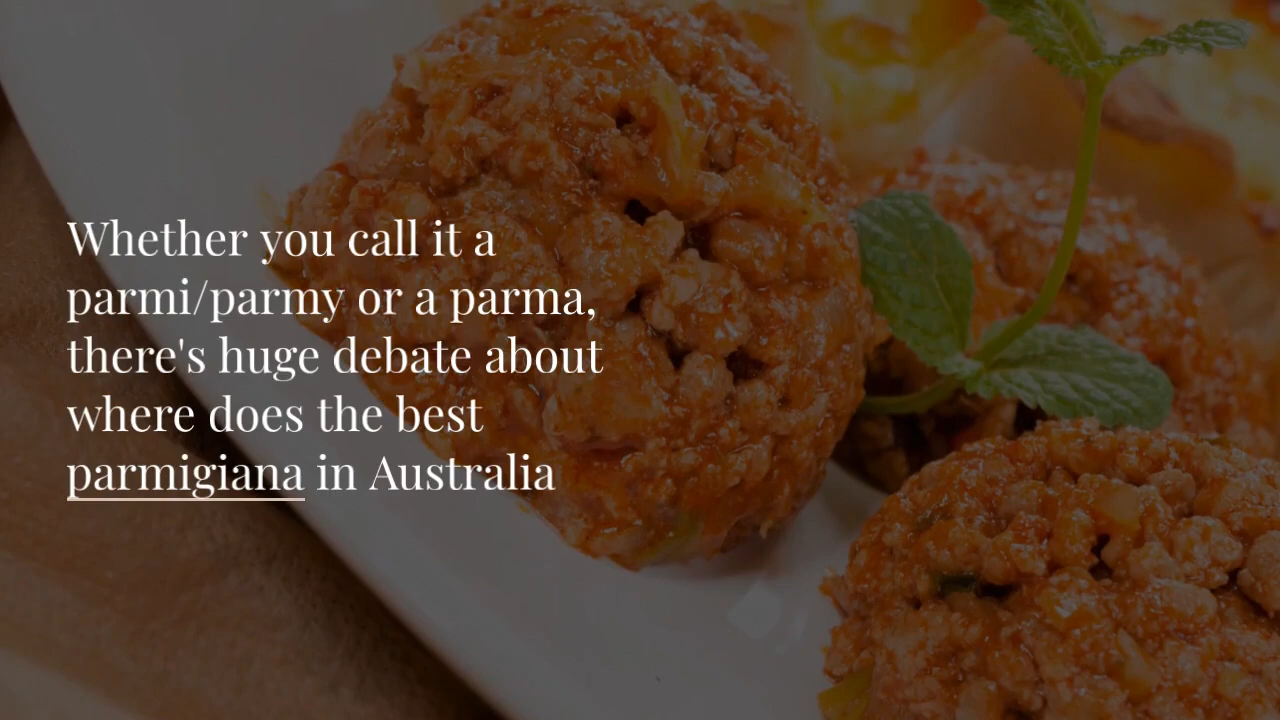 Whether you call it a
parmi/parmy or a parma,
there's huge debate about
where does the best
parmigiana in Australia